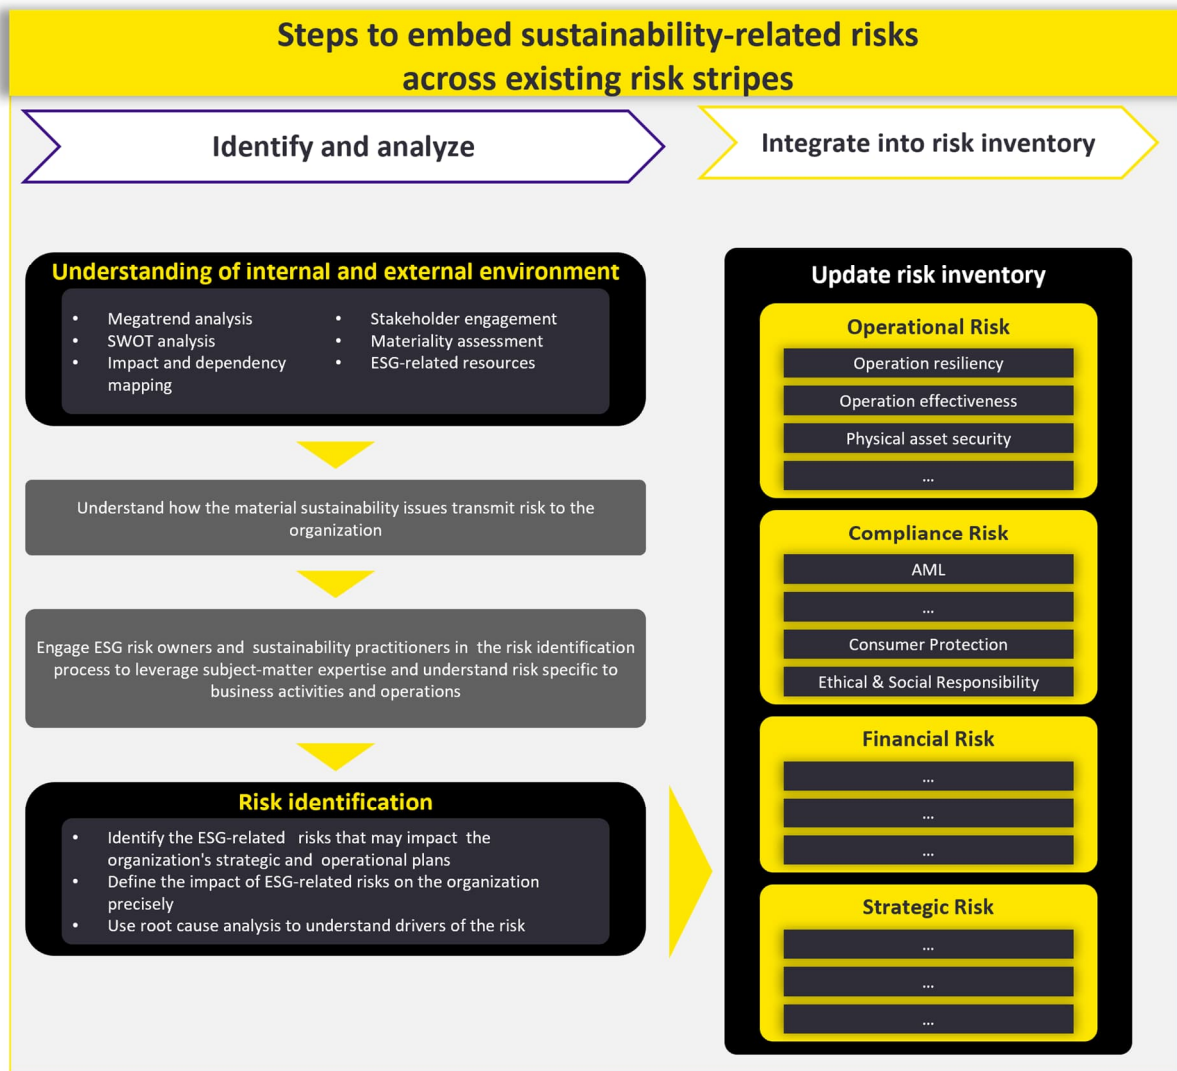 Steps to embed sustainability-related risks
across existing risk stripes
Identify and analyze
Integrate into risk inventory
Understanding of internal and external environment
• Megatrend analysis
• SWOT analysis
• Impact and dependency
mapping
• Stakeholder engagement
• Materiality assessment
• ESG-related resources
Understand how the material sustainability issues transmit risk to the
organization
Engage ESG risk owners and sustainability practitioners in the risk identification
process to leverage subject-matter expertise and understand risk specific to
business activities and operations
Risk identification
• Identify the ESG-related risks that may impact the
organization's strategic and operational plans
• Define the impact of ESG-related risks on the organization
precisely
• Use root cause analysis to understand drivers of the risk
Update risk inventory
Operational Risk
Operation resiliency
Operation effectiveness
Physical asset security
...
Compliance Risk
AML
...
Consumer Protection
Ethical & Social Responsibility
Financial Risk
...
...
...
Strategic Risk
...
...
...